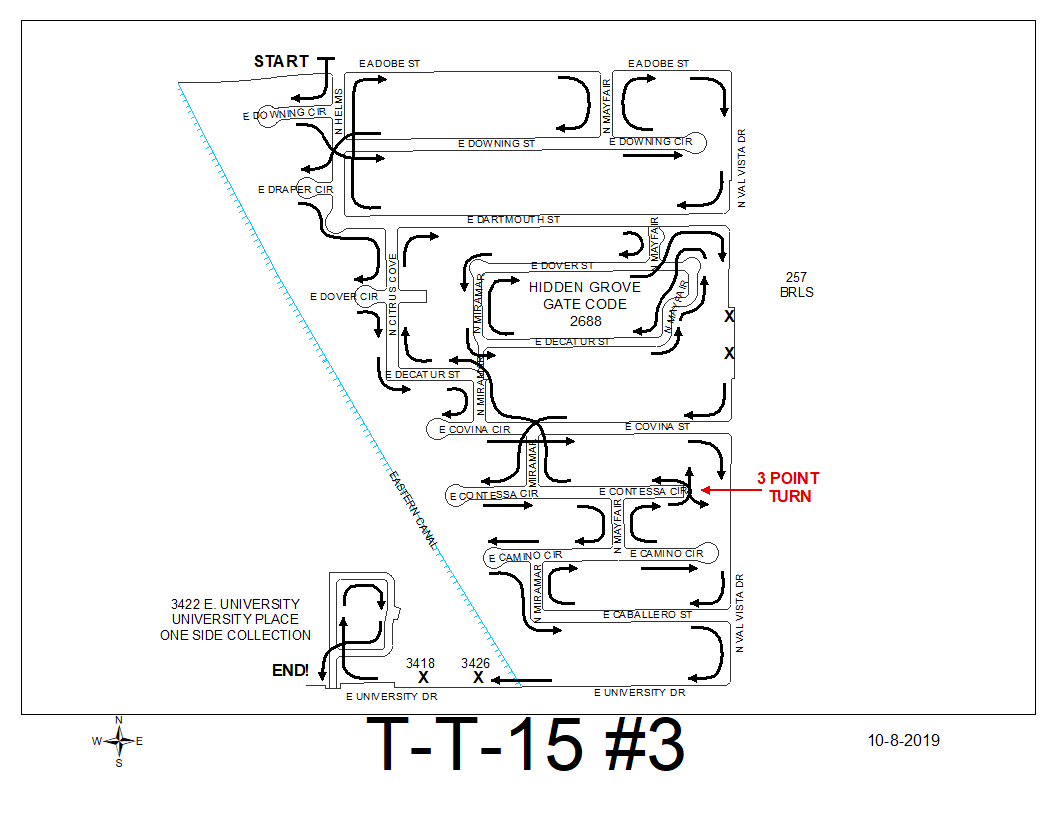 START
E ADOBE ST
E ADOBE ST
N HELMS
N MAYFAIR
E DOWNING CIR
E DOWNING ST
E DOWNING CIR
N VAL VISTA DR
E DRAPER CIR
E DARTMOUTH ST
N MAYFAIR
E DOVER ST
N CITRUS COVE
E DOVER CIR
N MIRAMAR
HIDDEN GROVE
GATE CODE
2688
N MAYFAIR
257
BRLS
X
E DECATUR ST
X
E DECATUR ST
N MIRAMAR
E COVINA CIR
E COVINA ST
MIRAMAR
E CONTESSA CIR
E CONTESSA CIR
3 POINT
TURN
EASTERN CANAL
N MAYFAIR
E CAMINO CIR
E CAMINO CIR
N MIRAMAR
N VAL VISTA DR
3422 E. UNIVERSITY
UNIVERSITY PLACE
ONE SIDE COLLECTION
E CABALLERO ST
END!
3418
3426
X
X
E UNIVERSITY DR
E UNIVERSITY DR
N
W
E
S
T-T-15 #3
10-8-2019